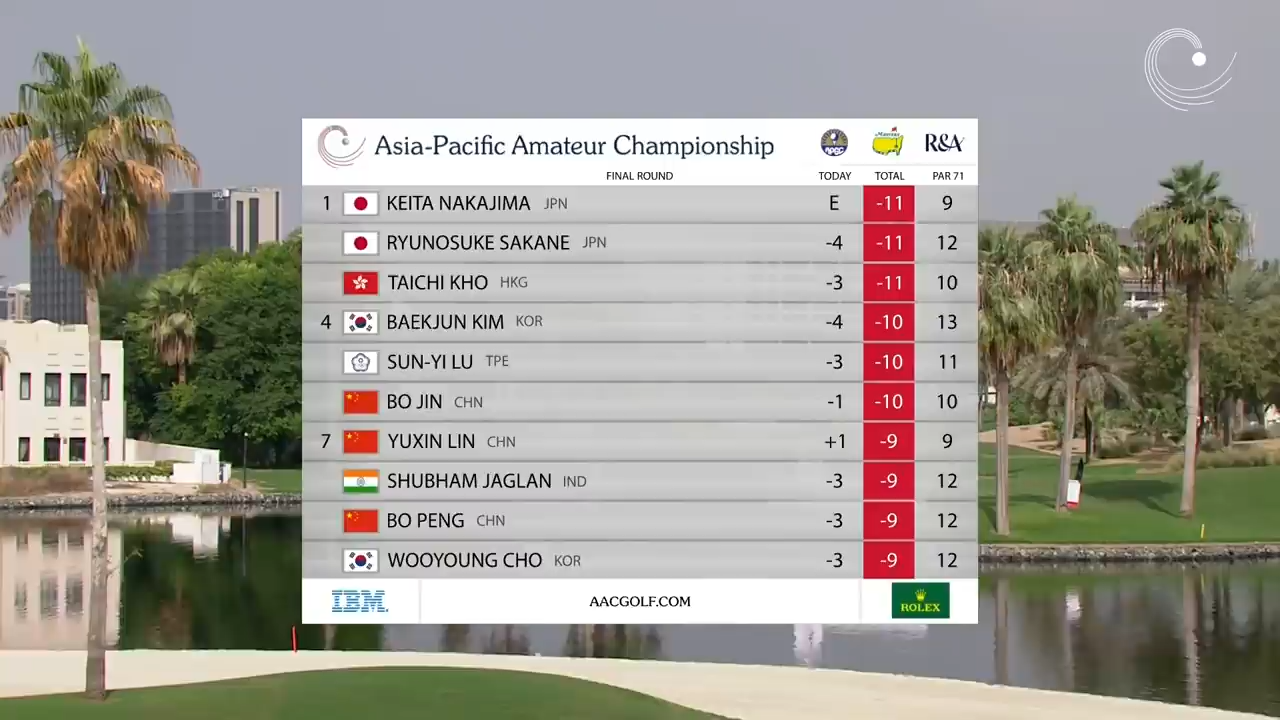 Asia-Pacific Amateur Championship
AAPGC Masters R&A
FINAL ROUND TODAY TOTAL PAR 71
1 KEITA NAKAJIMA JPN E -11 9
RYUNOSUKE SAKANE JPN -4 -11 12
TAICHI KHO HKG -3 -11 10
4 BAEKJUN KIM KOR -4 -10 13
SUN-YI LU TPE -3 -10 11
BO JIN CHN -1 -10 10
7 YUXIN LIN CHN +1 -9 9
SHUBHAM JAGLAN IND -3 -9 12
BO PENG CHN -3 -9 12
WOOYOUNG CHO KOR -3 -9 12
IBM. AACGOLF.COM ROLEX